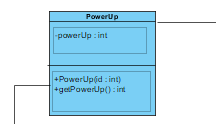 PowerUp
-powerUp : int
+PowerUp(id : int)
+getPowerUp() : int